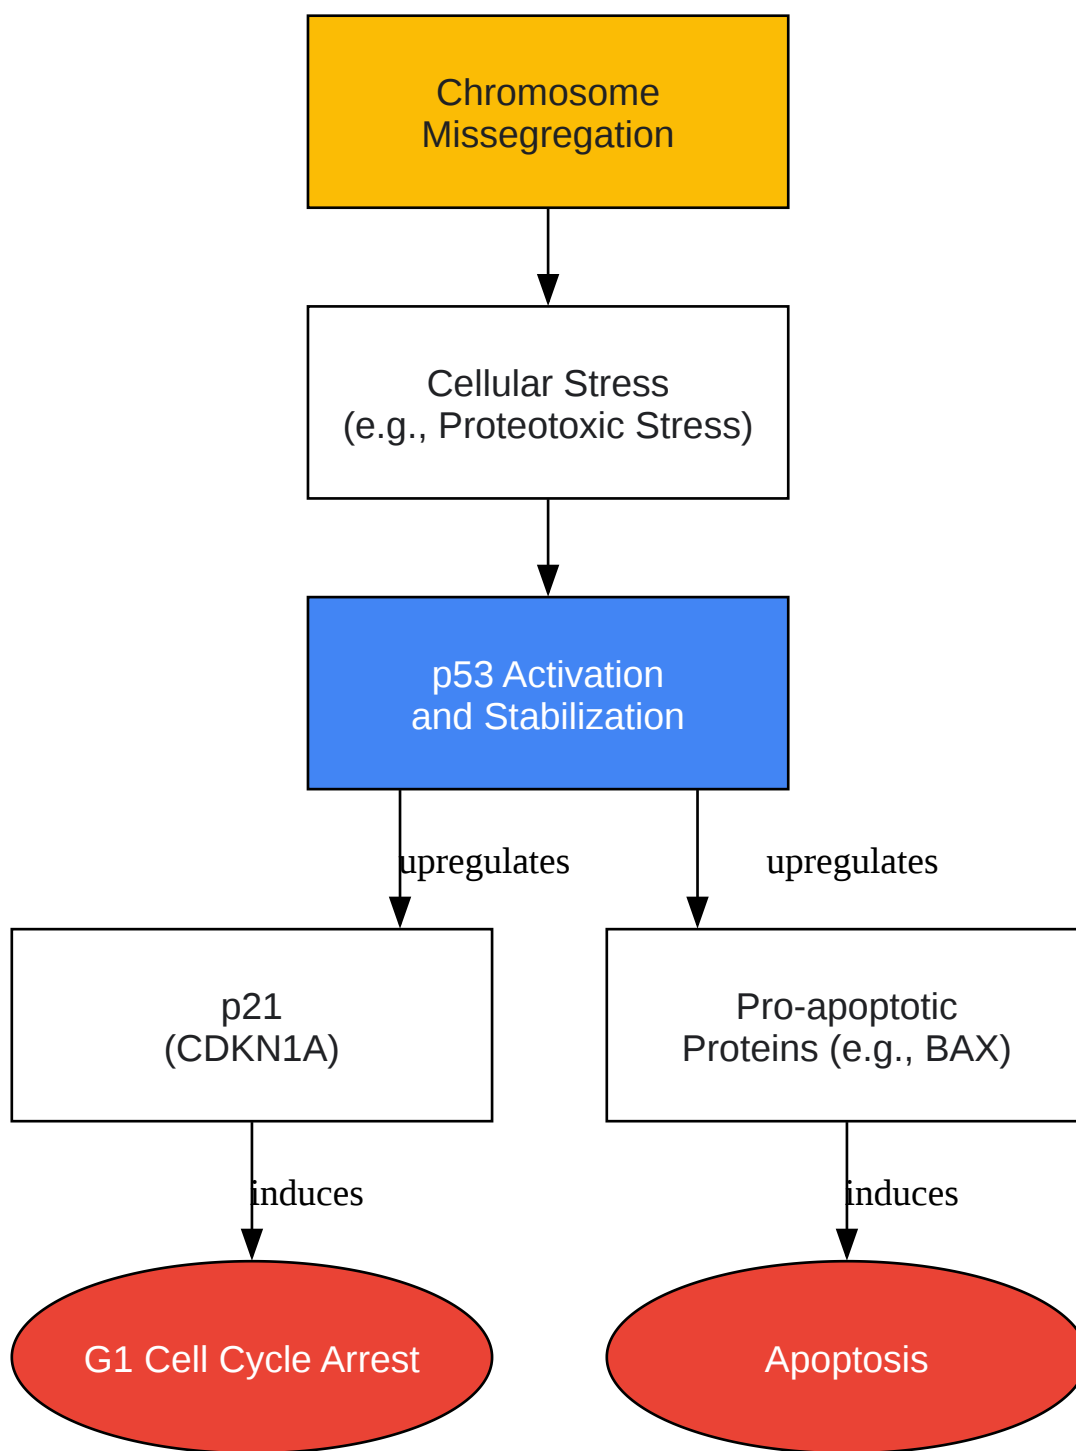 Chromosome
Missegregation
Cellular Stress
(e.g., Proteotoxic Stress)
p53 Activation
and Stabilization
upregulates
upregulates
p21
(CDKN1A)
Pro-apoptotic
Proteins (e.g., BAX)
induces
induces
G1 Cell Cycle Arrest
Apoptosis